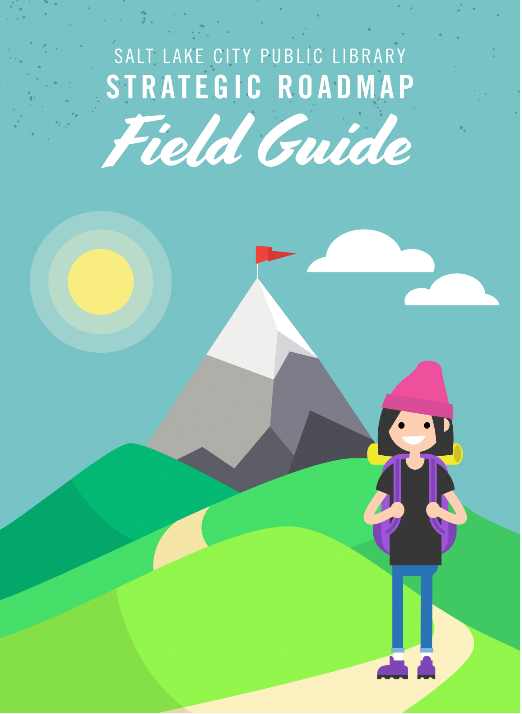 SALT LAKE CITY PUBLIC LIBRARY
STRATEGIC ROADMAP
Field Guide